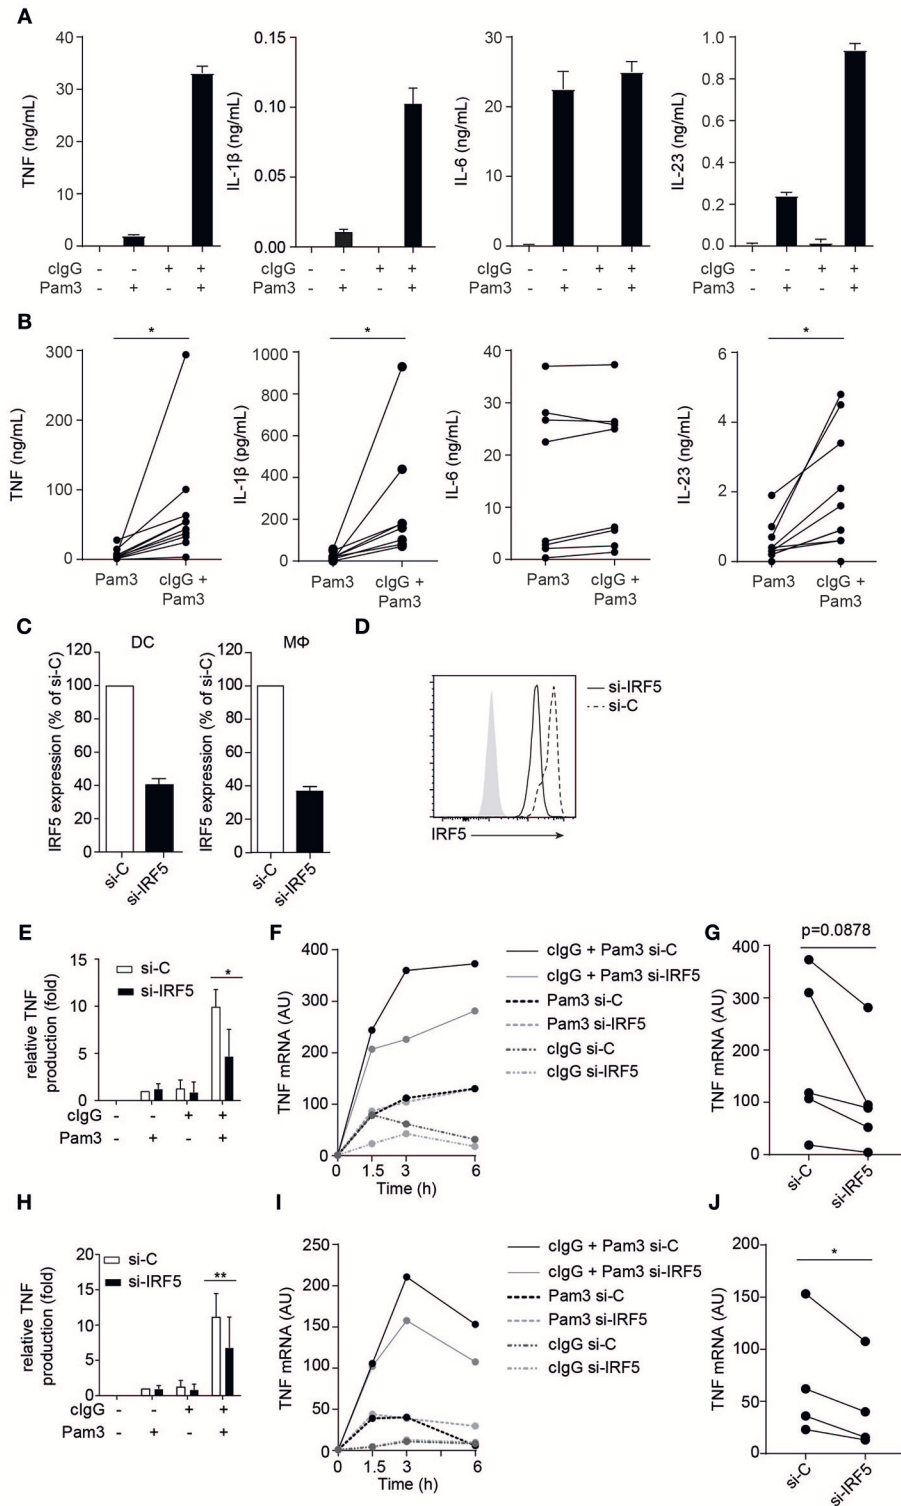 A
TNF (ng/mL)
40
30
20
10
0
cIgG - - + +
Pam3 - + - +
IL-1β (ng/mL)
0.15
0.10
0.05
0.00
cIgG - - + +
Pam3 - + - +
IL-6 (ng/mL)
30
20
10
0
cIgG - - + +
Pam3 - + - +
IL-23 (ng/mL)
1.0
0.8
0.6
0.4
0.2
0.0
cIgG - - + +
Pam3 - + - +
B
*
TNF (ng/mL)
300
200
100
0
Pam3
cIgG +
Pam3
*
IL-1β (pg/mL)
1000
800
600
400
200
0
Pam3
cIgG +
Pam3
IL-6 (ng/mL)
40
30
20
10
0
Pam3
cIgG +
Pam3
*
IL-23 (ng/mL)
6
4
2
0
Pam3
cIgG +
Pam3
C
DC
IRF5 expression (% of si-C)
120
100
80
60
40
20
0
si-C
si-IRF5
MΦ
IRF5 expression (% of si-C)
120
100
80
60
40
20
0
si-C
si-IRF5
D
si-IRF5
si-C
IRF5
E
relative TNF
production (fold)
15
10
5
0
si-C
si-IRF5
*
cIgG - - + +
Pam3 - + - +
F
TNF mRNA (AU)
400
300
200
100
0
0 1.5 3 6
Time (h)
cIgG + Pam3 si-C
cIgG + Pam3 si-IRF5
Pam3 si-C
Pam3 si-IRF5
cIgG si-C
cIgG si-IRF5
G
p=0.0878
TNF mRNA (AU)
400
300
200
100
0
si-C
si-IRF5
H
relative TNF
production (fold)
20
15
10
5
0
si-C
si-IRF5
**
cIgG - - + +
Pam3 - + - +
I
TNF mRNA (AU)
250
200
150
100
50
0
0 1.5 3 6
Time (h)
cIgG + Pam3 si-C
cIgG + Pam3 si-IRF5
Pam3 si-C
Pam3 si-IRF5
cIgG si-C
cIgG si-IRF5
J
*
TNF mRNA (AU)
200
150
100
50
0
si-C
si-IRF5